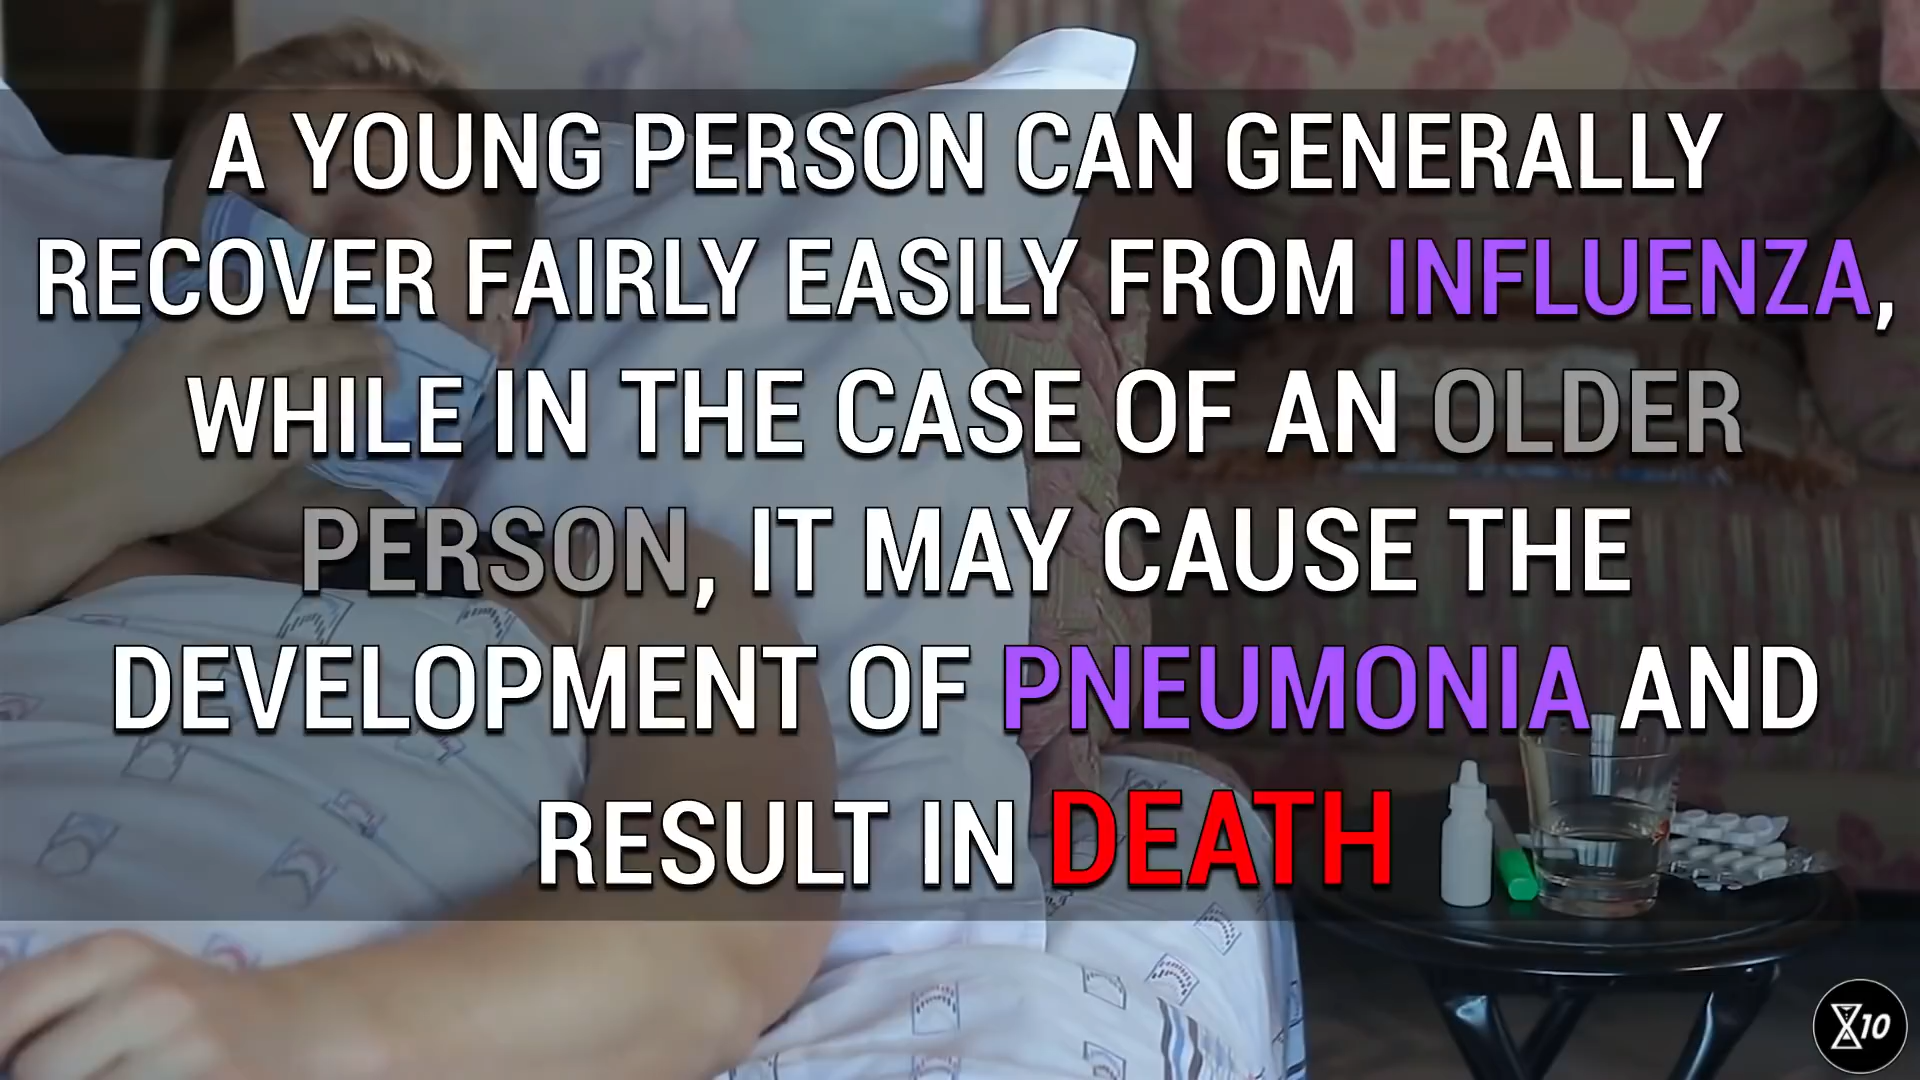 A YOUNG PERSON CAN GENERALLY
RECOVER FAIRLY EASILY FROM INFLUENZA,
WHILE IN THE CASE OF AN OLDER
PERSON, IT MAY CAUSE THE
DEVELOPMENT OF PNEUMONIA AND
RESULT IN DEATH
10